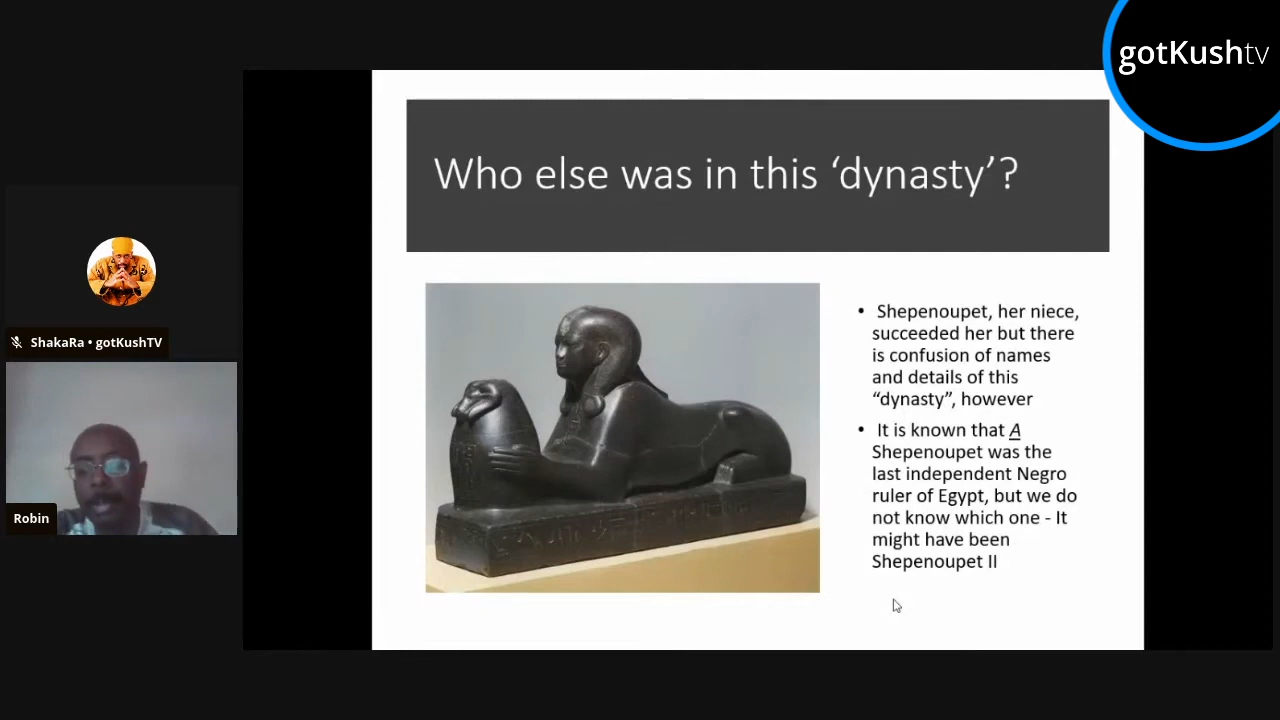 gotKushtv
Who else was in this ‘dynasty’?
• Shepenoupet, her niece,
succeeded her but there
is confusion of names
and details of this
“dynasty”, however
• It is known that A
Shepenoupet was the
last independent Negro
ruler of Egypt, but we do
not know which one - It
might have been
Shepenoupet II
ShakaRa • gotKushTV
Robin